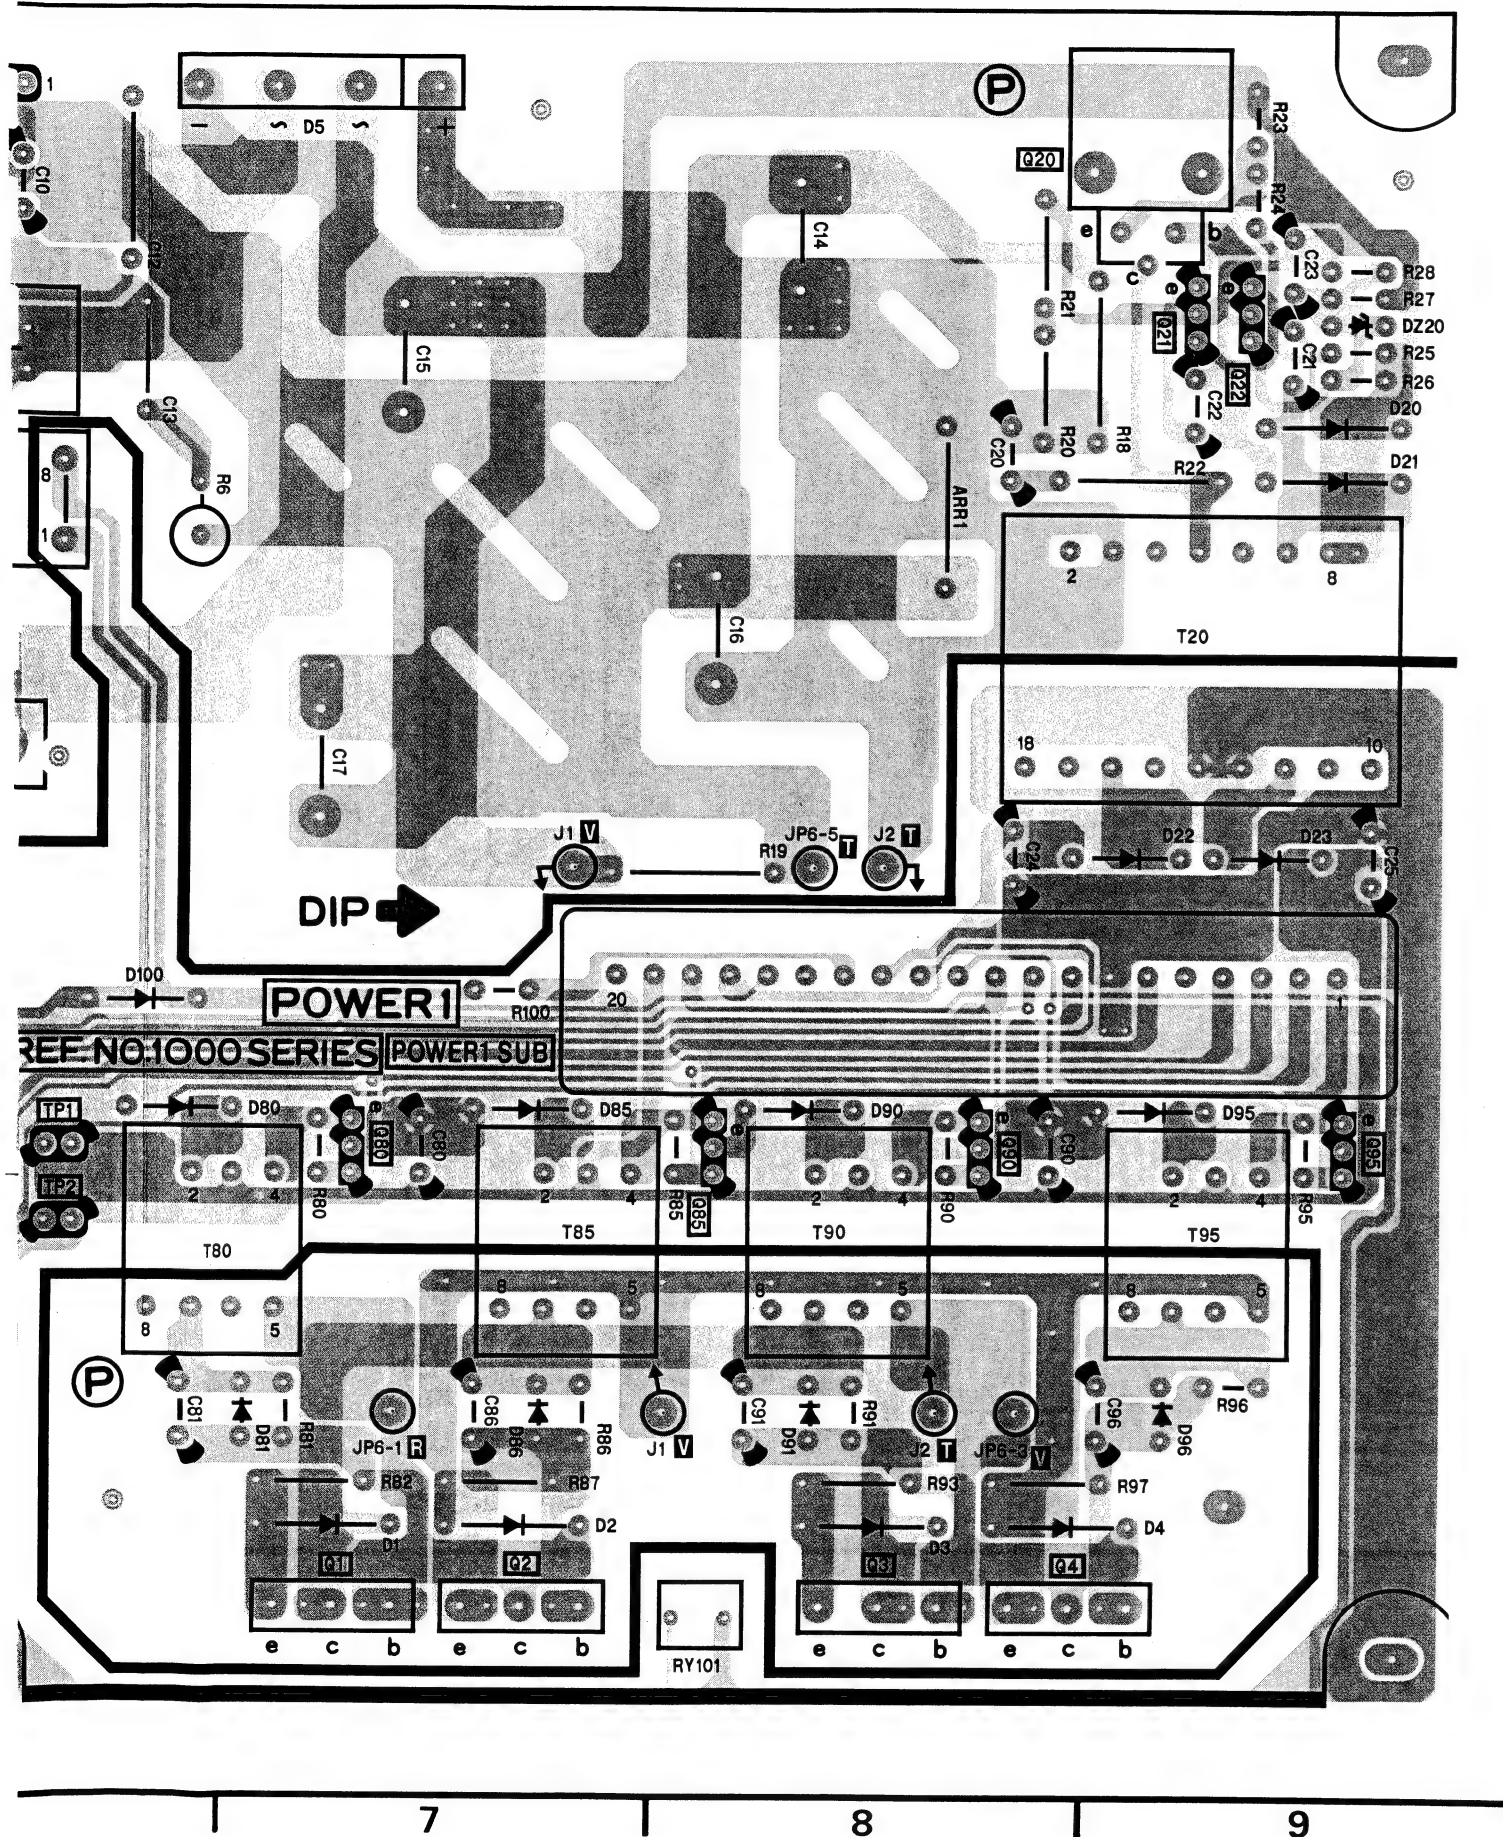 1
− ~ D5 ~ +
P
R23
Q20
C10
R24
C12
C14
e b
c
C23
R28
R21
e e
R27
Q21
DZ20
C15
C21
R25
Q22
R26
C13
C22
D20
8
R6
C20
R20
R18
D21
R22
ARR1
1
2 8
C16
T20
18 10
C17
J1 V
JP6-5 T
J2 T
R19
D22
D23
C24
C25
DIP
D100
POWER1
R100
20
1
REF NO:1000 SERIES
POWER1 SUB
TP1
D80
e
D85
e
D90
e
D95
e
Q80
C80
Q90
C90
Q95
TP2
2 4
R80
2 4
R85
Q85
2 4
R90
2 4
R95
T80
T85
T90
T95
8 5
8 5
8 5
8 5
P
C81
D81
R81
C86
D86
R86
C91
D91
R91
C96
D96
R96
JP6-1 R
J1 V
J2 T
JP6-3 V
R82
R87
R93
R97
D1
D2
D3
D4
Q1
Q2
Q3
Q4
e c b
e c b
e c b
e c b
RY101
7 8 9